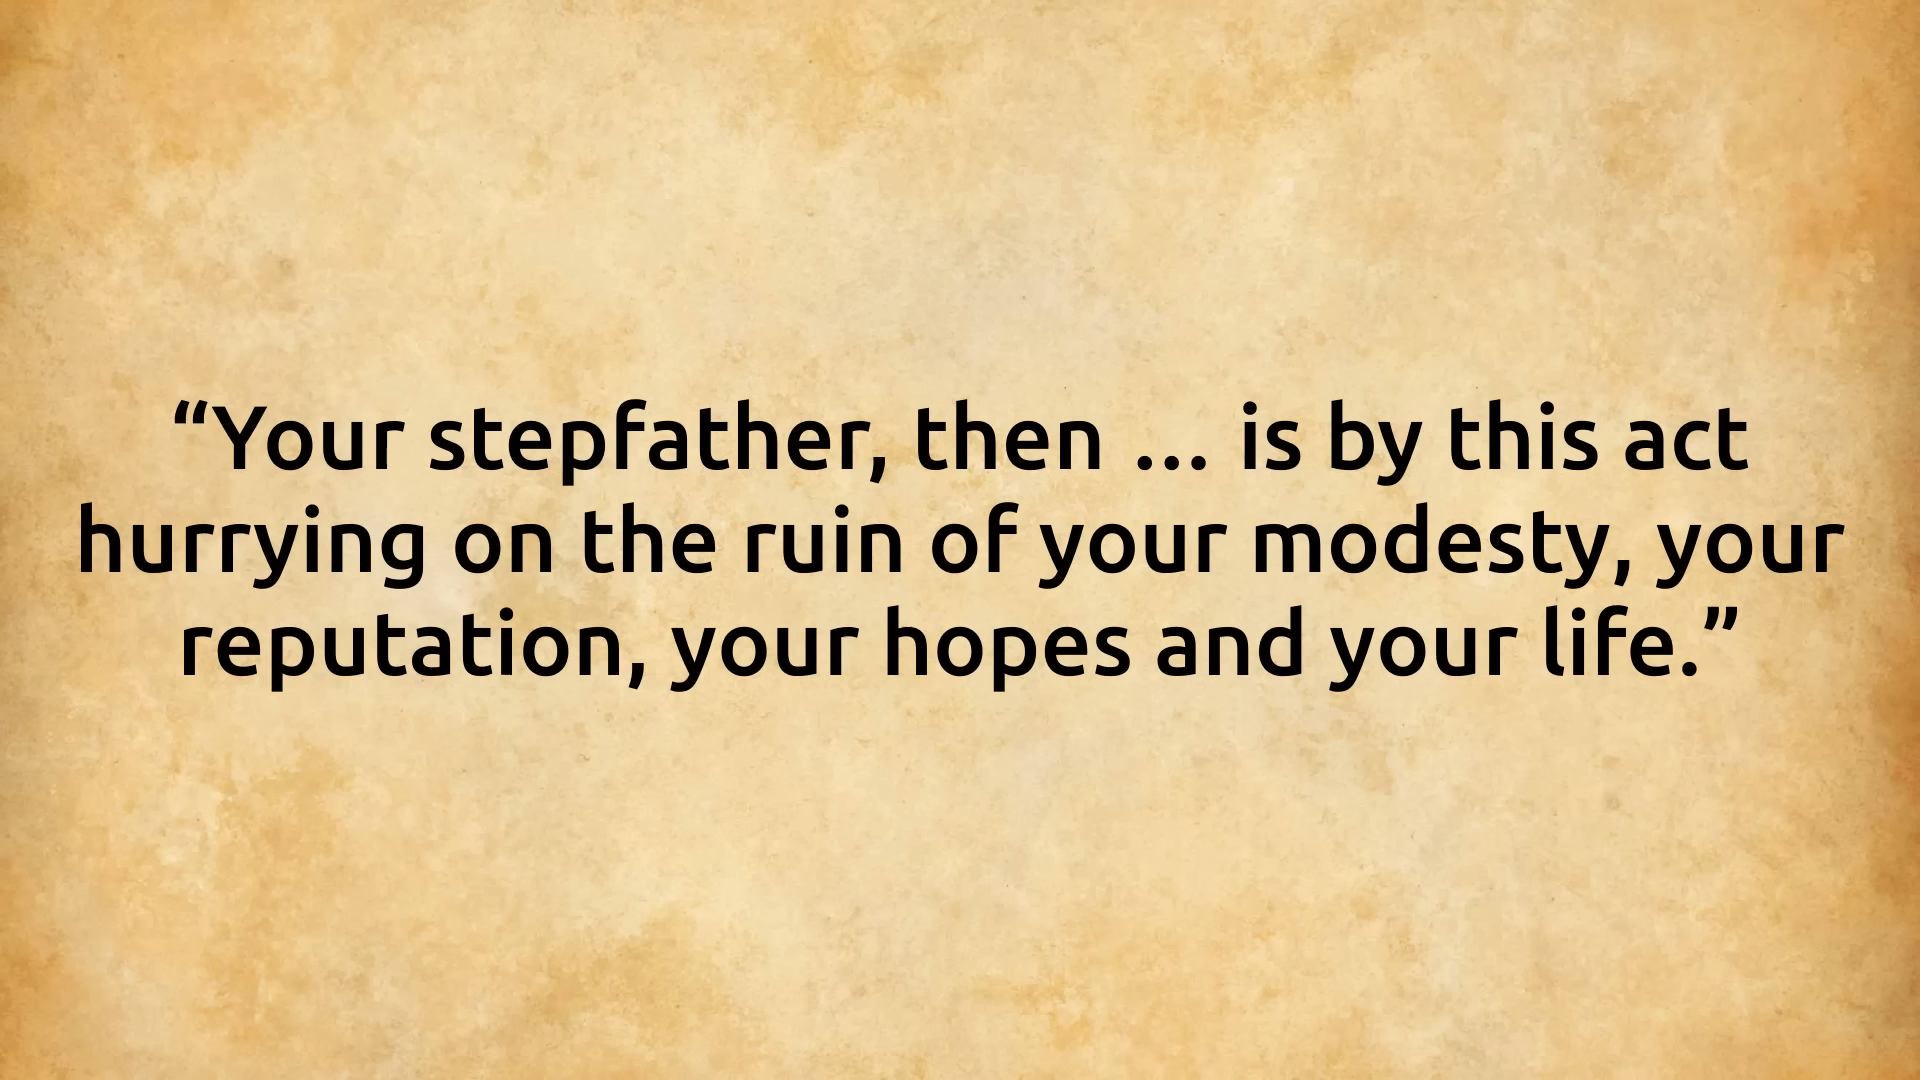 “Your stepfather, then … is by this act
hurrying on the ruin of your modesty, your
reputation, your hopes and your life.”